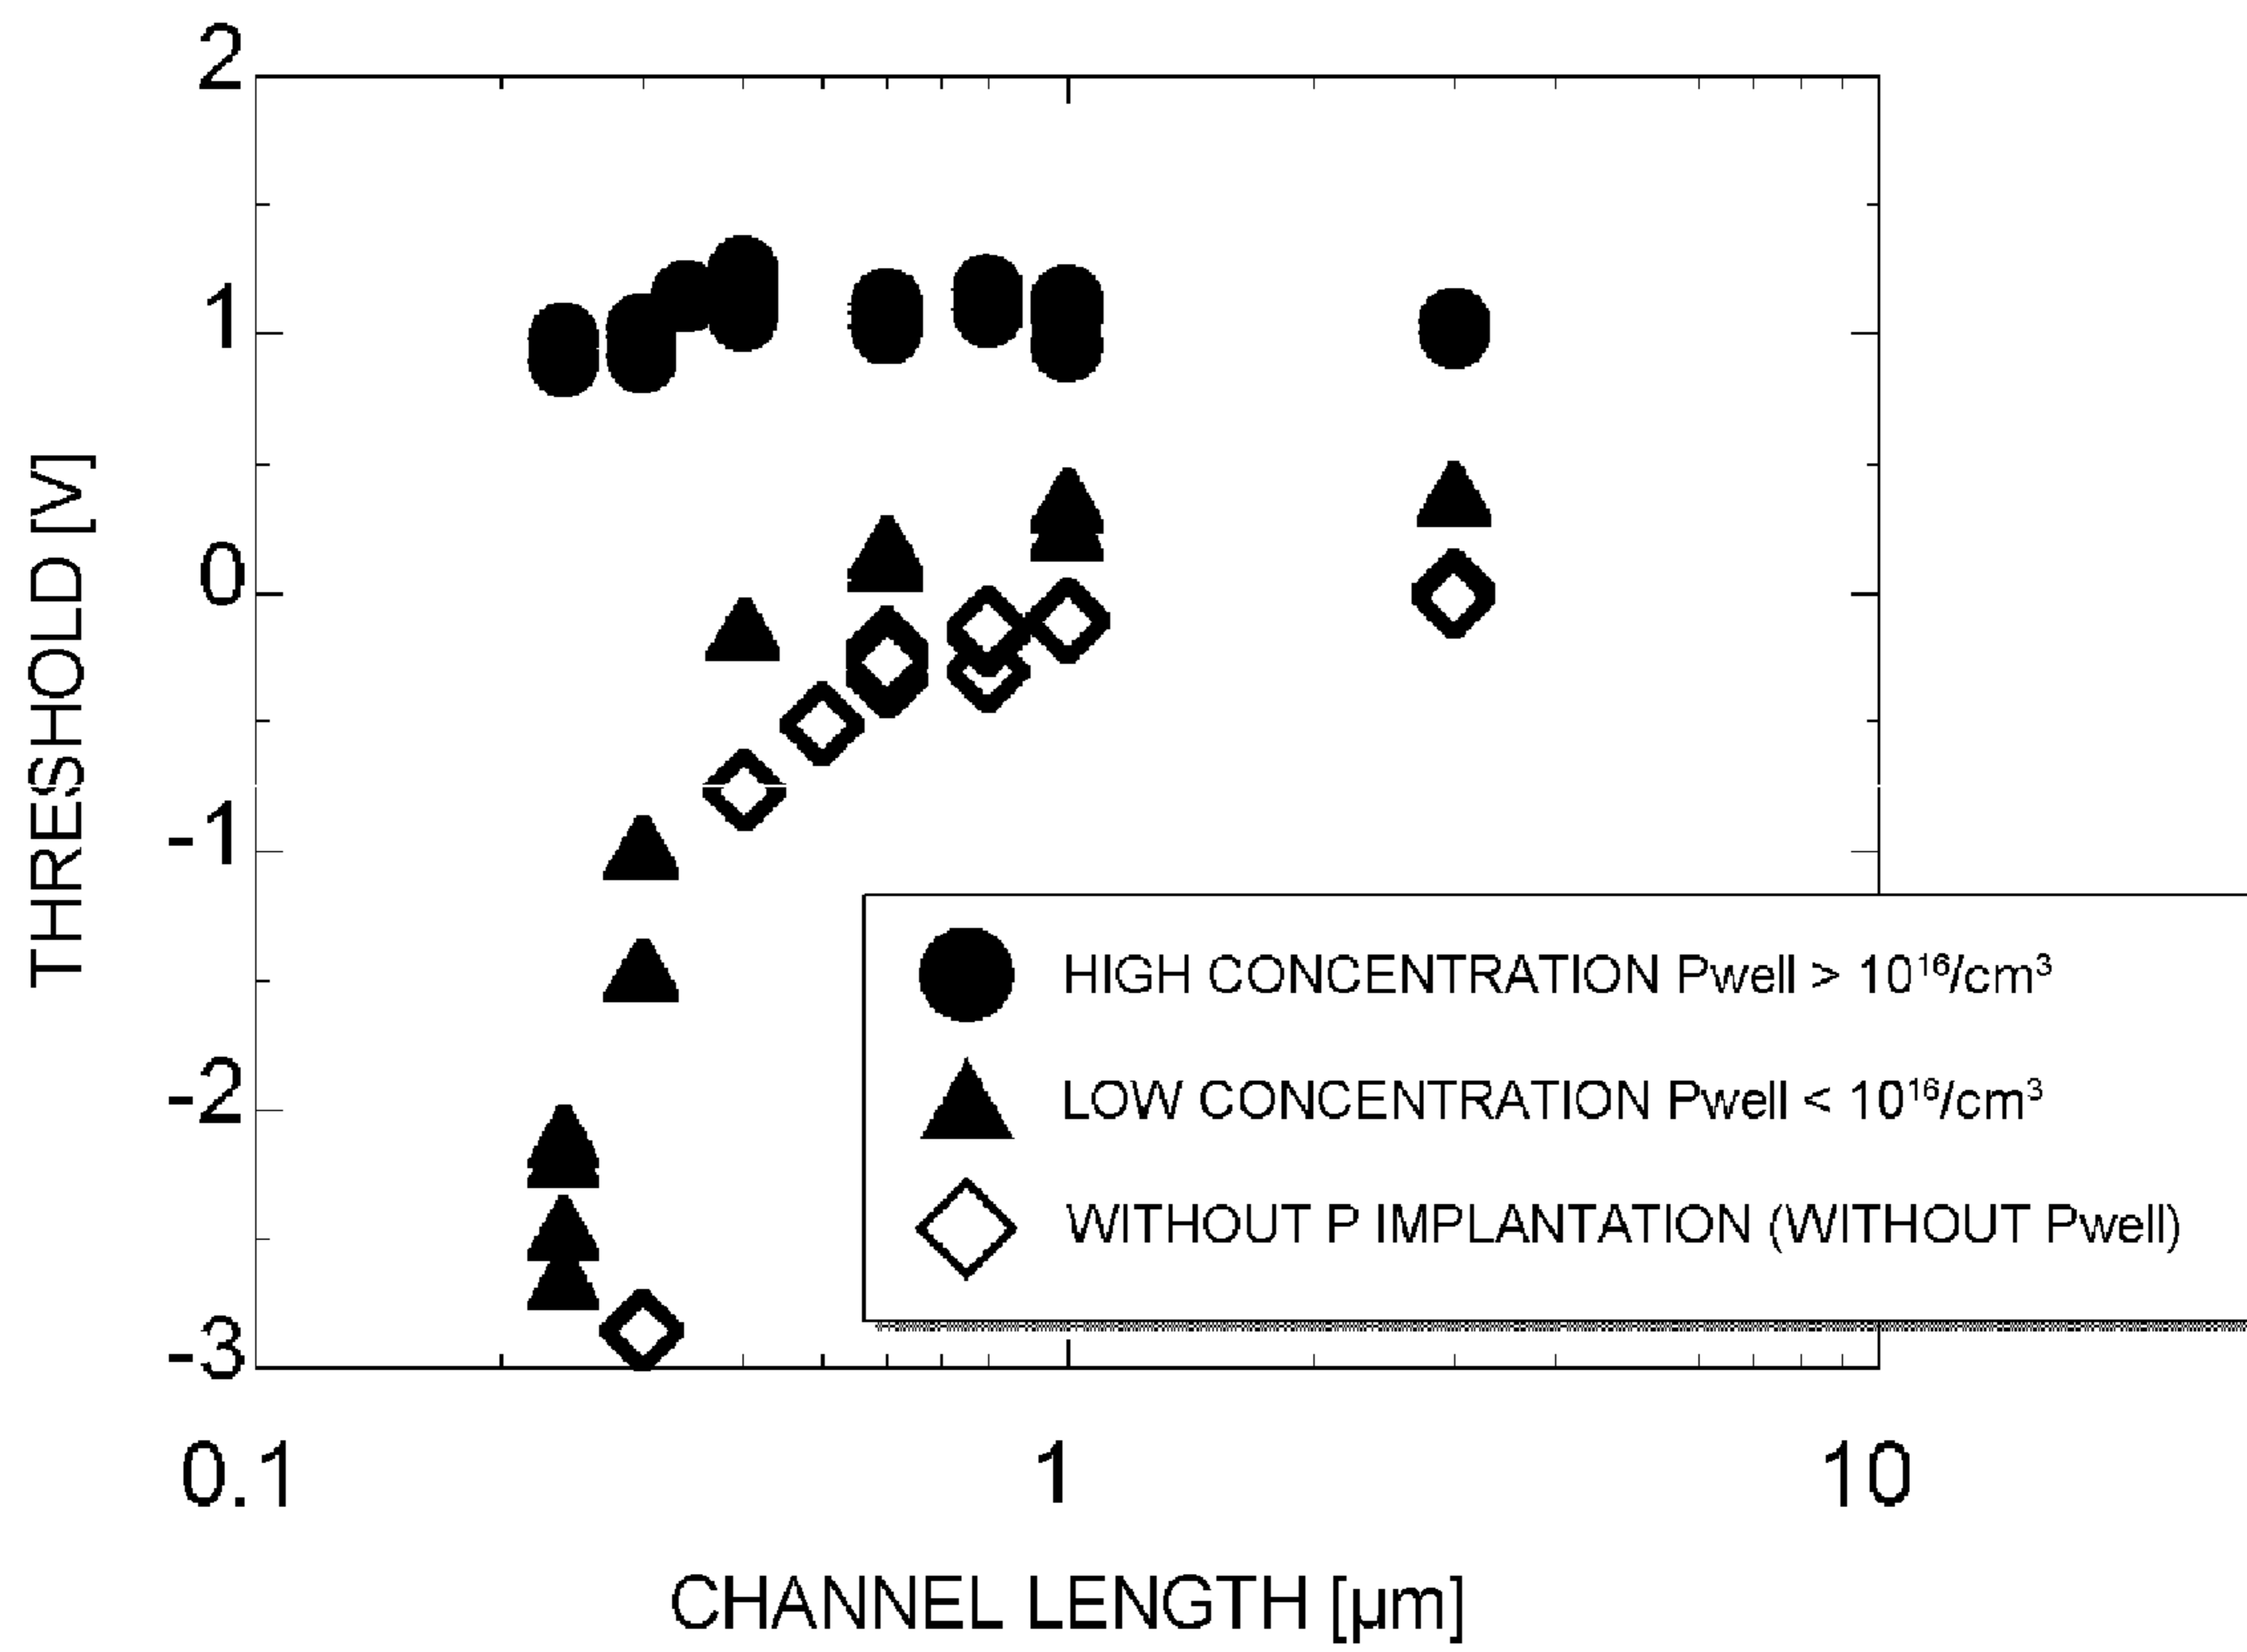 2
1
0
-1
-2
-3
THRESHOLD [V]
HIGH CONCENTRATION Pwell > 10¹⁶/cm³
LOW CONCENTRATION Pwell < 10¹⁶/cm³
WITHOUT P IMPLANTATION (WITHOUT Pwell)
0.1
1
10
CHANNEL LENGTH [µm]